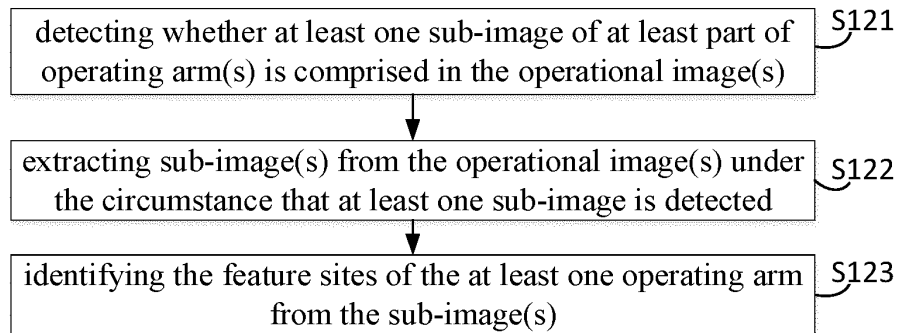 detecting whether at least one sub-image of at least part of
operating arm(s) is comprised in the operational image(s)
S121
extracting sub-image(s) from the operational image(s) under
the circumstance that at least one sub-image is detected
S122
identifying the feature sites of the at least one operating arm
from the sub-image(s)
S123